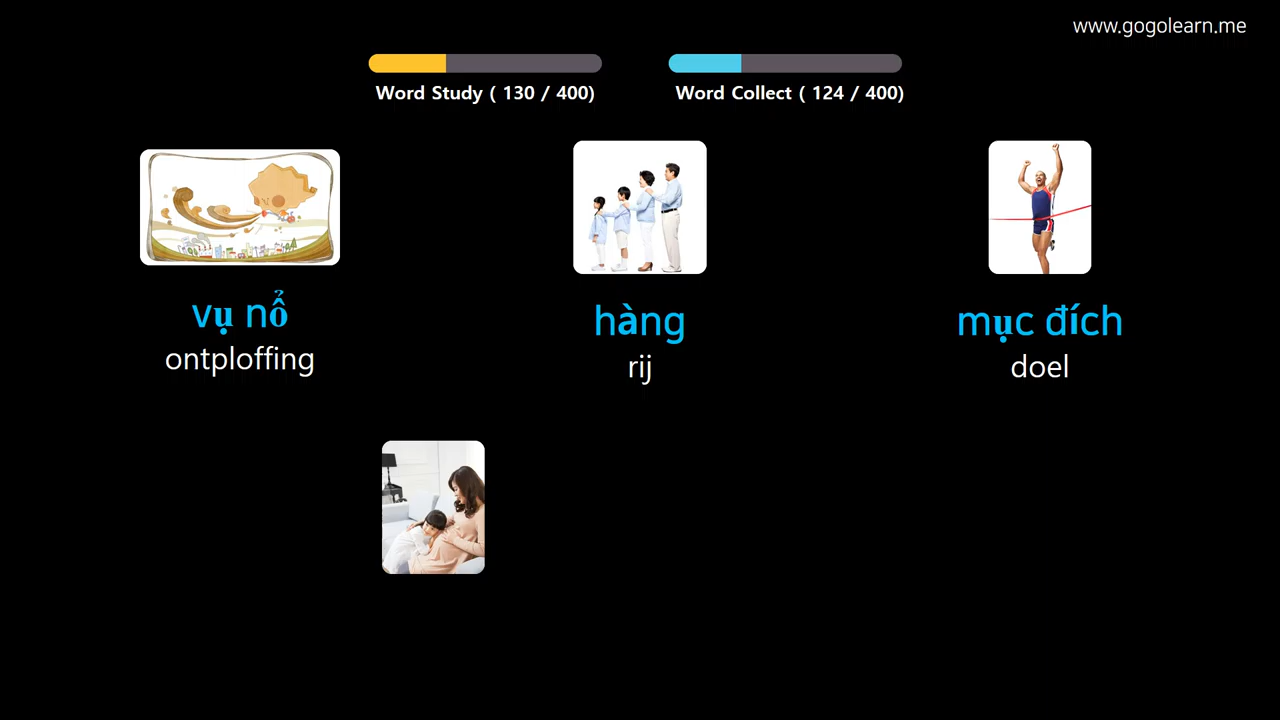 www.gogolearn.me
Word Study ( 130 / 400)
Word Collect ( 124 / 400)
vụ nổ
ontploffing
hàng
rij
mục đích
doel